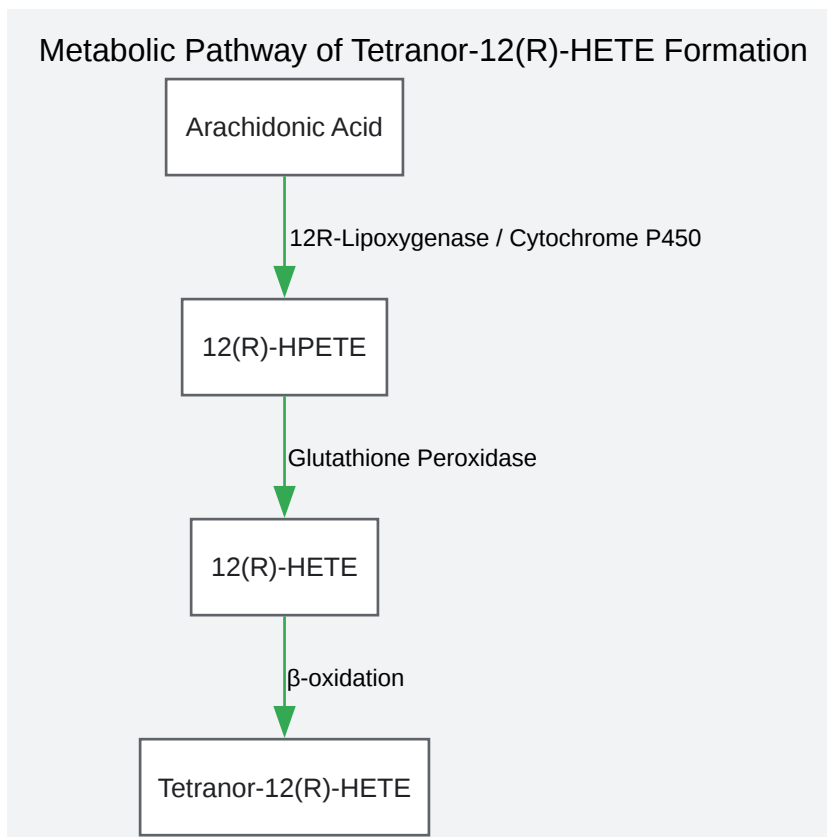 Metabolic Pathway of Tetranor-12(R)-HETE Formation
Arachidonic Acid
12R-Lipoxygenase / Cytochrome P450
12(R)-HPETE
Glutathione Peroxidase
12(R)-HETE
β-oxidation
Tetranor-12(R)-HETE